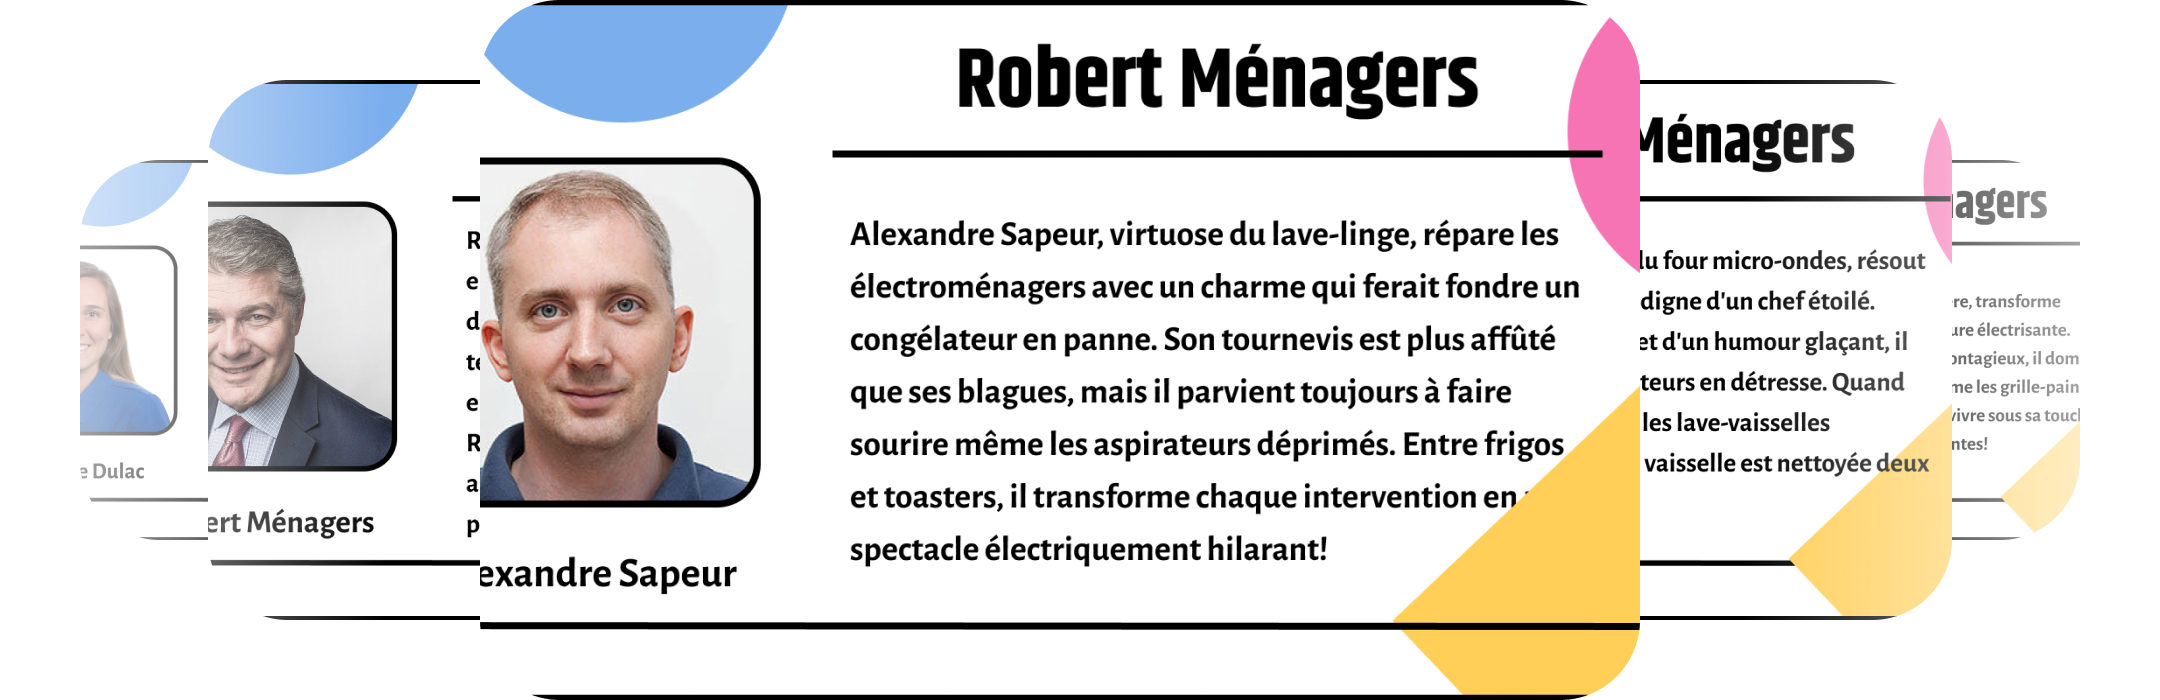 Robert Ménagers
Alexandre Sapeur, virtuose du lave-linge, répare les
électroménagers avec un charme qui ferait fondre un
congélateur en panne. Son tournevis est plus affûté
que ses blagues, mais il parvient toujours à faire
sourire même les aspirateurs déprimés. Entre frigos
et toasters, il transforme chaque intervention en
spectacle électriquement hilarant!
exandre Sapeur
ert Ménagers
e Dulac
R
e
d
te
e
R
a
p
Ménagers
du four micro-ondes, résout
digne d'un chef étoilé.
et d'un humour glaçant, il
teurs en détresse. Quand
les lave-vaisselles
vaisselle est nettoyée deux
agers
re, transforme
ure électrisante.
ontagieux, il dom
me les grille-pain
vivre sous sa touc
ntes!